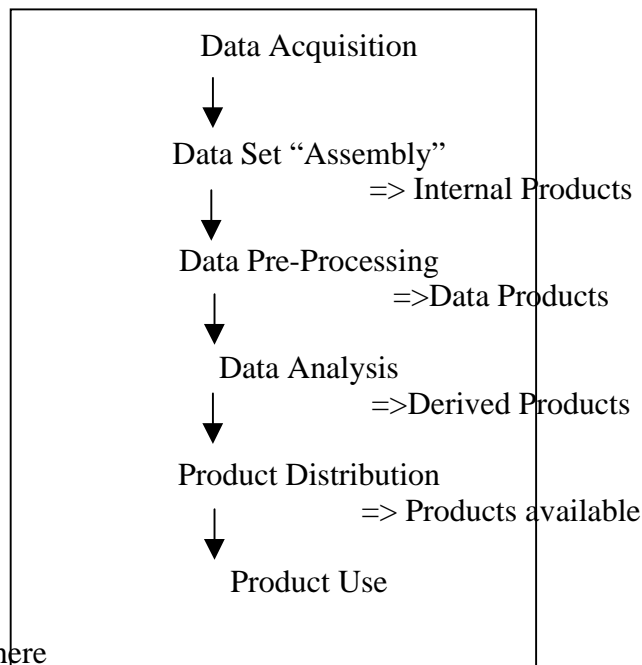 Data Acquisition
Data Set “Assembly”
=> Internal Products
Data Pre-Processing
=>Data Products
Data Analysis
=>Derived Products
Product Distribution
=> Products available
Product Use
here